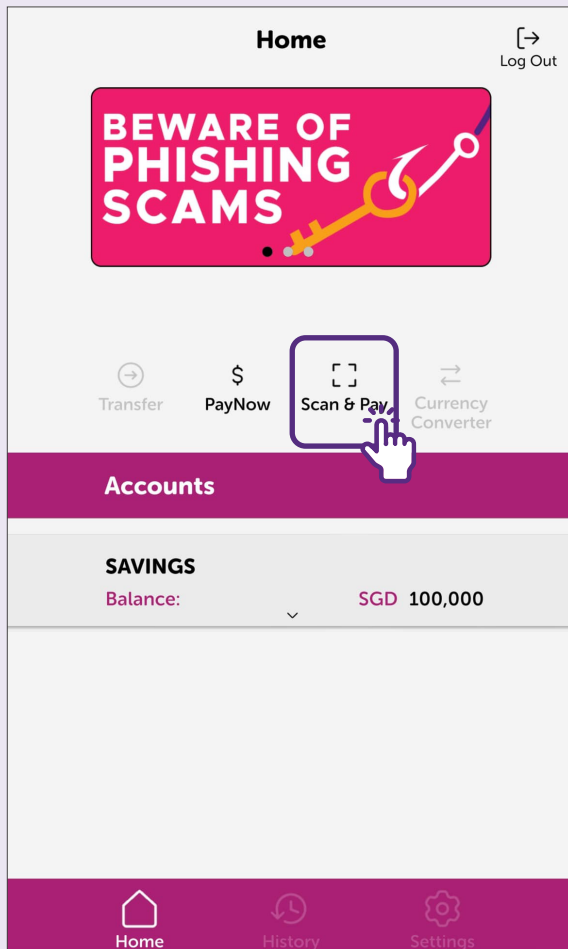 Home
Log Out
BEWARE OF
PHISHING
SCAMS
Transfer
$
PayNow
Scan & Pay
Currency
Converter
Accounts
SAVINGS
Balance: SGD 100,000
Home History Settings